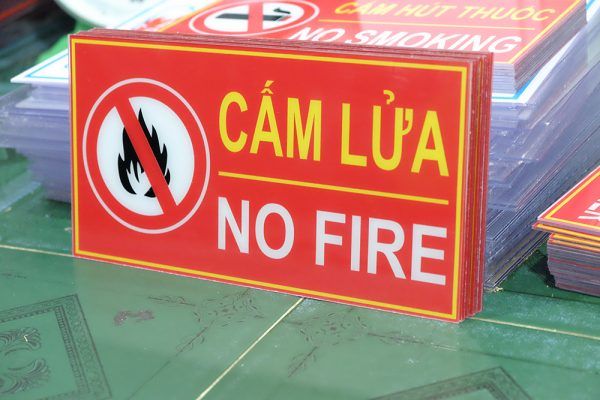 CẤM HÚT THUỐC
NO SMOKING
CẤM LỬA
NO FIRE